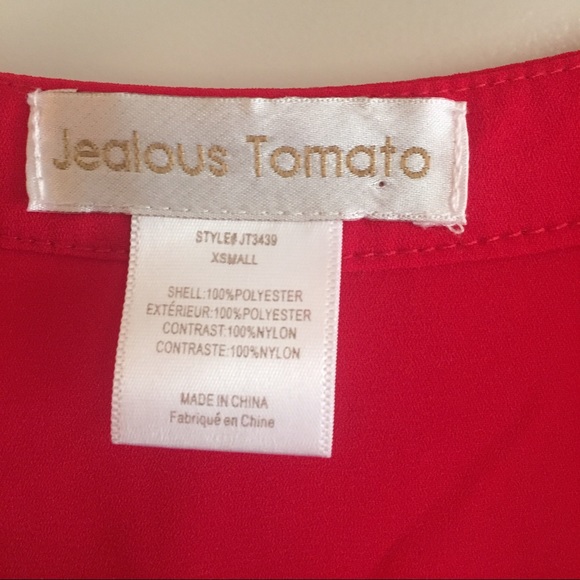 Jealous Tomato
STYLE# JT3439
XSMALL
SHELL:100%POLYESTER
EXTÉRIEUR:100%POLYESTER
CONTRAST:100%NYLON
CONTRASTE:100%NYLON
MADE IN CHINA
Fabriqué en Chine